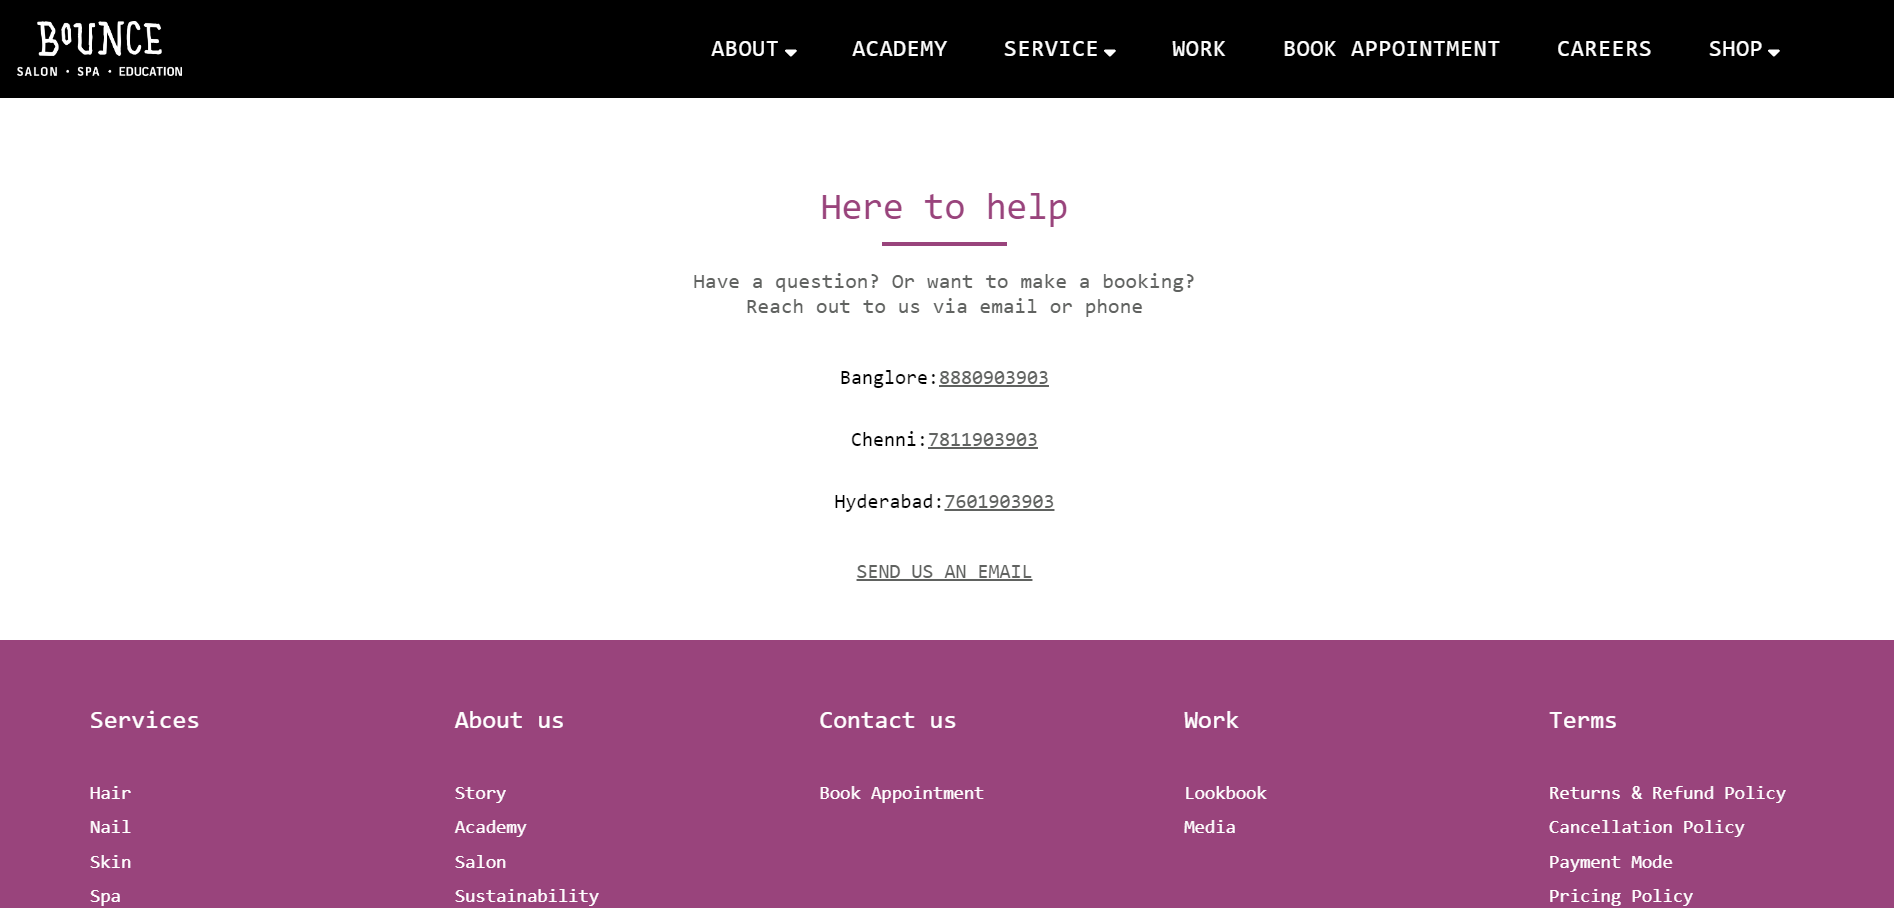 BOUNCE
SALON • SPA • EDUCATION
ABOUT ACADEMY SERVICE WORK BOOK APPOINTMENT CAREERS SHOP
Here to help
Have a question? Or want to make a booking?
Reach out to us via email or phone
Banglore:8880903903
Chenni:7811903903
Hyderabad:7601903903
SEND US AN EMAIL
Services
Hair
Nail
Skin
Spa
About us
Story
Academy
Salon
Sustainability
Contact us
Book Appointment
Work
Lookbook
Media
Terms
Returns & Refund Policy
Cancellation Policy
Payment Mode
Pricing Policy